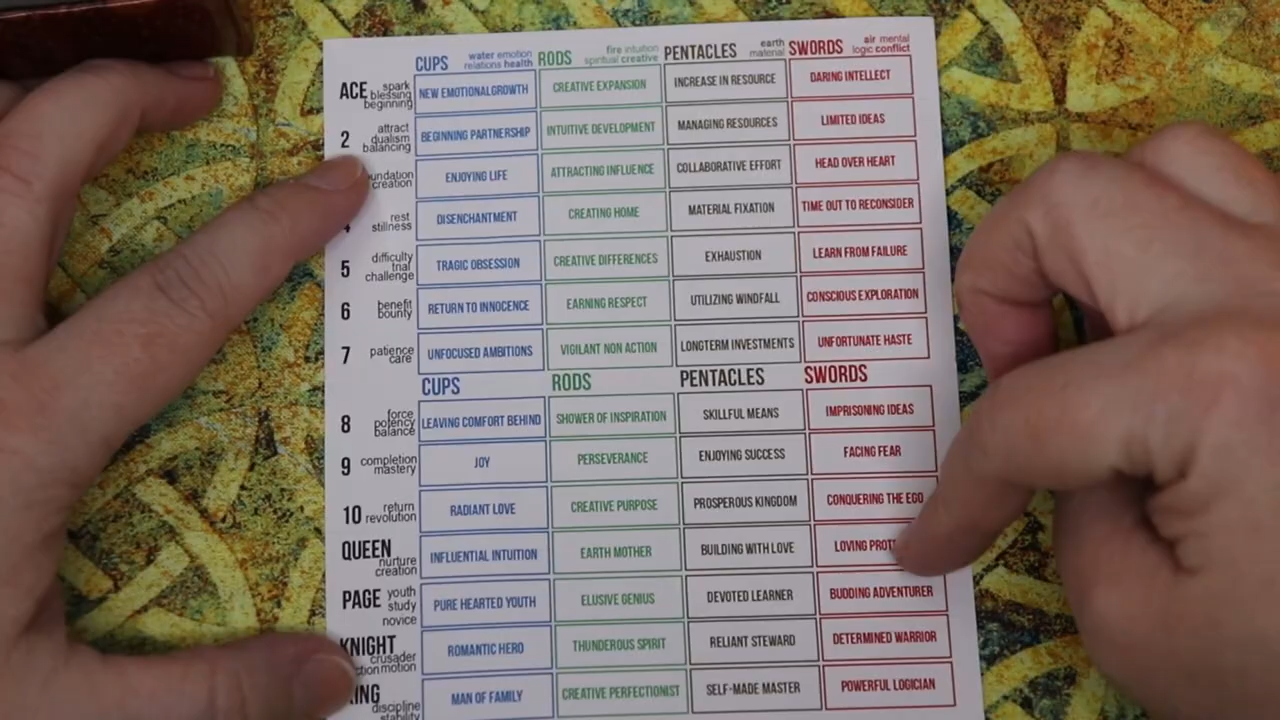 CUPS water emotion relations health RODS fire intuition spiritual creative PENTACLES earth material SWORDS air mental logic conflict
ACE spark blessing beginning NEW EMOTIONAL GROWTH CREATIVE EXPANSION INCREASE IN RESOURCE DARING INTELLECT
2 attract dualism balancing BEGINNING PARTNERSHIP INTUITIVE DEVELOPMENT MANAGING RESOURCES LIMITED IDEAS
creation ENJOYING LIFE ATTRACTING INFLUENCE COLLABORATIVE EFFORT HEAD OVER HEART
rest stillness DISENCHANTMENT CREATING HOME MATERIAL FIXATION TIME OUT TO RECONSIDER
5 difficulty trial challenge TRAGIC OBSESSION CREATIVE DIFFERENCES EXHAUSTION LEARN FROM FAILURE
6 benefit bounty RETURN TO INNOCENCE EARNING RESPECT UTILIZING WINDFALL CONSCIOUS EXPLORATION
7 patience care UNFOCUSED AMBITIONS VIGILANT NON ACTION LONGTERM INVESTMENTS UNFORTUNATE HASTE
CUPS RODS PENTACLES SWORDS
8 force potency balance LEAVING COMFORT BEHIND SHOWER OF INSPIRATION SKILLFUL MEANS IMPRISONING IDEAS
9 completion mastery JOY PERSEVERANCE ENJOYING SUCCESS FACING FEAR
10 return revolution RADIANT LOVE CREATIVE PURPOSE PROSPEROUS KINGDOM CONQUERING THE EGO
QUEEN nurture creation INFLUENTIAL INTUITION EARTH MOTHER BUILDING WITH LOVE LOVING
PAGE youth study novice PURE HEARTED YOUTH ELUSIVE GENIUS DEVOTED LEARNER BUDDING ADVENTURER
KNIGHT crusader motion ROMANTIC HERO THUNDEROUS SPIRIT RELIANT STEWARD DETERMINED WARRIOR
discipline stability MAN OF FAMILY CREATIVE PERFECTIONIST SELF-MADE MASTER POWERFUL LOGICIAN